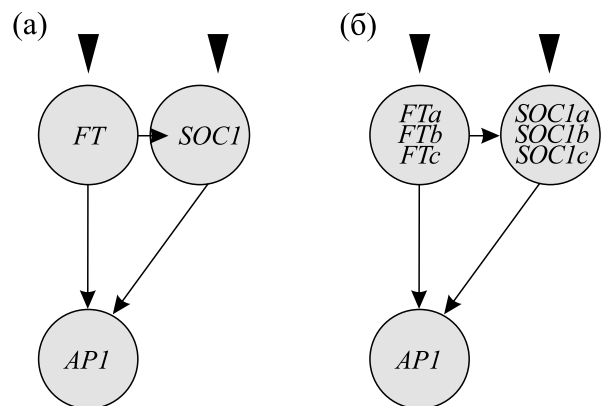 (а)
FT
SOC1
AP1
(б)
FTa
FTb
FTc
SOC1a
SOC1b
SOC1c
AP1